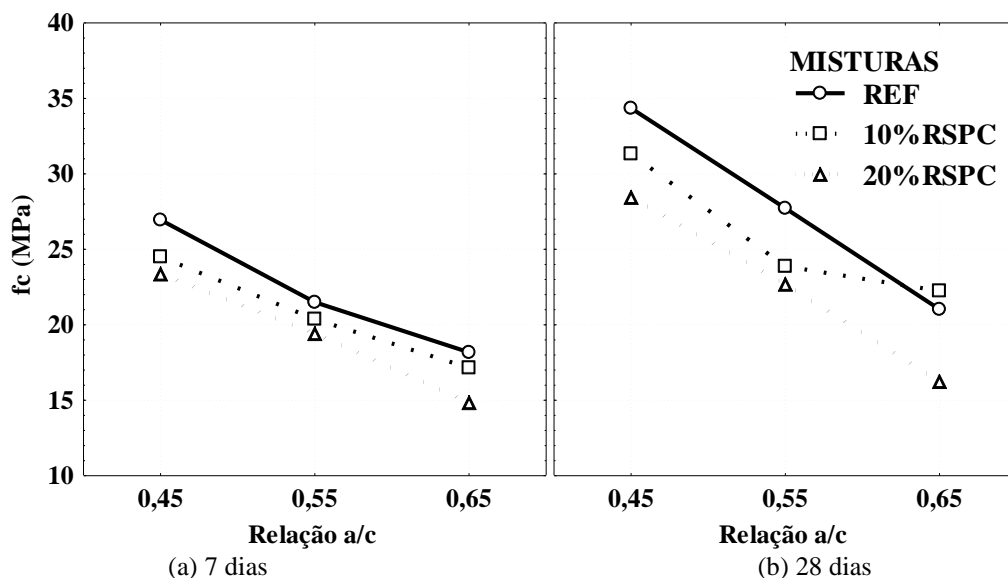 40
35
30
25
20
15
10
fc (MPa)
0,45
0,55
0,65
Relação a/c
(a) 7 dias
MISTURAS
REF
10%RSPC
20%RSPC
0,45
0,55
0,65
Relação a/c
(b) 28 dias